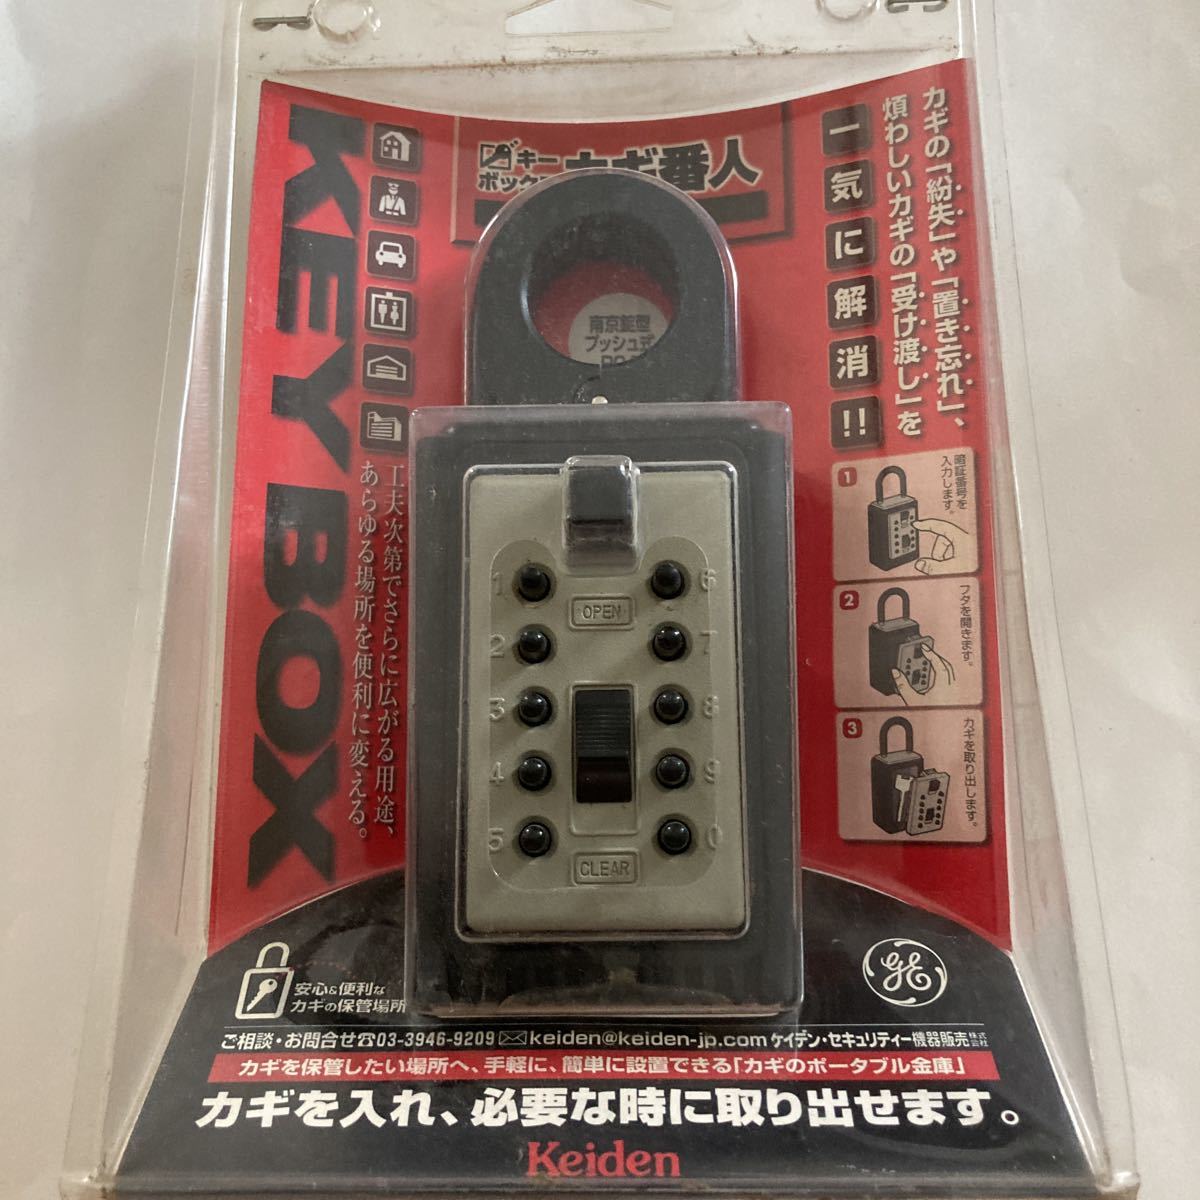 カギの「紛失」や「置き忘れ」、
煩わしいカギの「受け渡し」を
一気に解消!!
キー
番人
KEY BOX
工夫次第でさらに広がる用途、
あらゆる場所を便利に変える。
南京錠型
プッシュ式
1
暗証番号を
入力します。
2
フタを開きます。
3
カギを取り出します。
1 6
OPEN
2 7
3 8
4 9
5 0
CLEAR
安心&便利な
カギの保管場所
GE
ご相談・お問合せ☎03-3946-9209 ✉keiden@keiden-jp.com ケイデン・セキュリティー機器販売株式会社
カギを保管したい場所へ、手軽に、簡単に設置できる「カギのポータブル金庫」
カギを入れ、必要な時に取り出せます。
Keiden